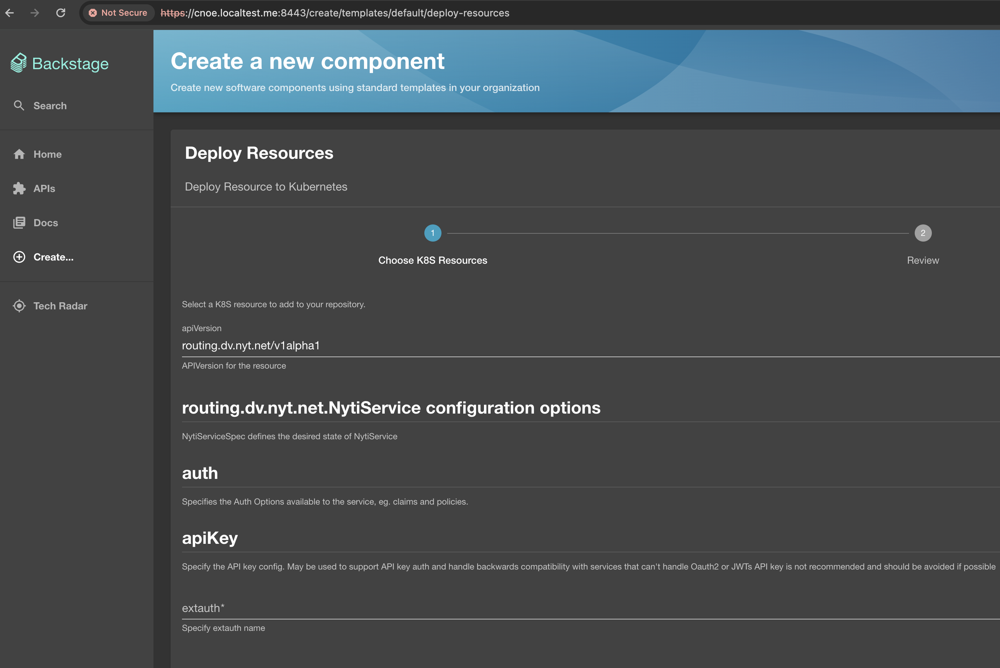 Not Secure https://cnoe.localtest.me:8443/create/templates/default/deploy-resources
Backstage
Search
Home
APIs
Docs
Create...
Tech Radar
Create a new component
Create new software components using standard templates in your organization
Deploy Resources
Deploy Resource to Kubernetes
1 2
Choose K8S Resources Review
Select a K8S resource to add to your repository.
apiVersion
routing.dv.nyt.net/v1alpha1
APIVersion for the resource
routing.dv.nyt.net.NytiService configuration options
NytiServiceSpec defines the desired state of NytiService
auth
Specifies the Auth Options available to the service, eg. claims and policies.
apiKey
Specify the API key config. May be used to support API key auth and handle backwards compatibility with services that can't handle Oauth2 or JWTs API key is not recommended and should be avoided if possible
extauth*
Specify extauth name